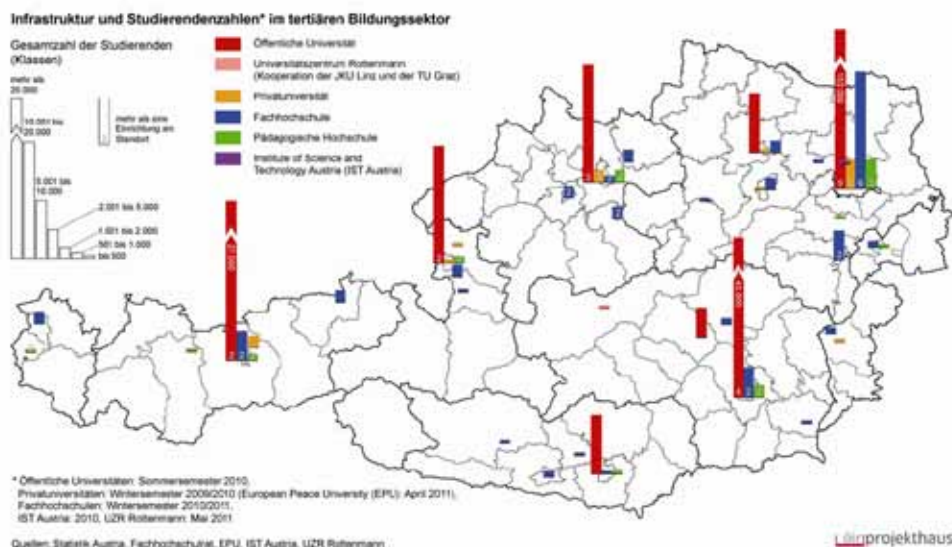 Infrastruktur und Studierendenzahlen* im tertiären Bildungssektor
Gesamtzahl der Studierenden
(Klassen)
mehr als
20.000
10.001 bis
20.000
5.001 bis
10.000
2.001 bis 5.000
1.001 bis 2.000
501 bis 1.000
bis 500
mehr als eine
Einrichtung am
Standort
Öffentliche Universität
Universitätszentrum Rottenmann
(Kooperation der JKU Linz und der TU Graz)
Privatuniversität
Fachhochschule
Pädagogische Hochschule
Institute of Science and
Technology Austria (IST Austria)
* Öffentliche Universitäten: Sommersemester 2010,
Privatuniversitäten: Wintersemester 2009/2010 (European Peace University (EPU): April 2011),
Fachhochschulen: Wintersemester 2010/2011,
IST Austria: 2010, UZR Rottenmann: Mai 2011
Quellen: Statistik Austria, Fachhochschulrat, EPU, IST Austria, UZR Rottenmann
projekthaus